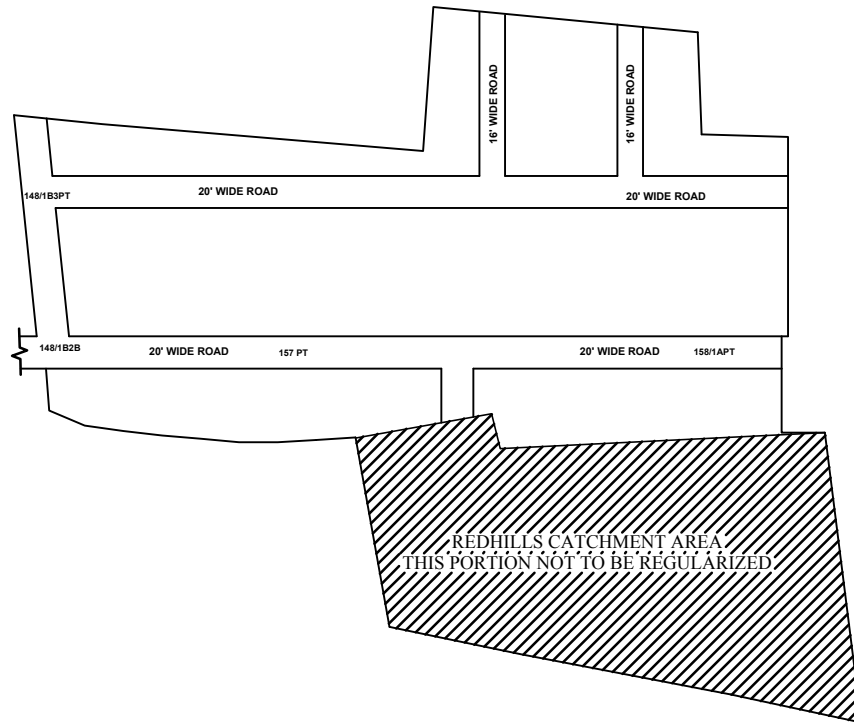 16' WIDE ROAD
16' WIDE ROAD
148/1B3PT
20' WIDE ROAD
20' WIDE ROAD
148/1B2B
20' WIDE ROAD
157 PT
20' WIDE ROAD
158/1APT
REDHILLS CATCHMENT AREA
THIS PORTION NOT TO BE REGULARIZED